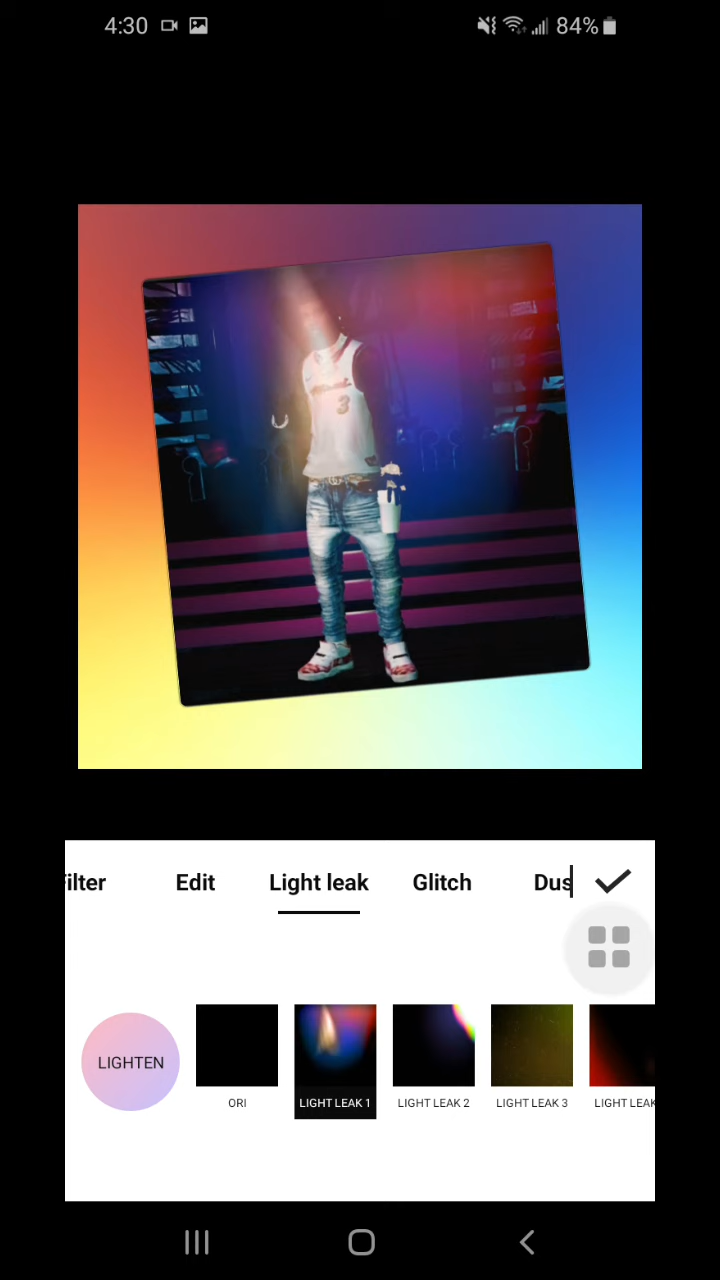 4:30 84%
ilter Edit Light leak Glitch Dus
3
LIGHTEN
ORI LIGHT LEAK 1 LIGHT LEAK 2 LIGHT LEAK 3 LIGHT LEAK